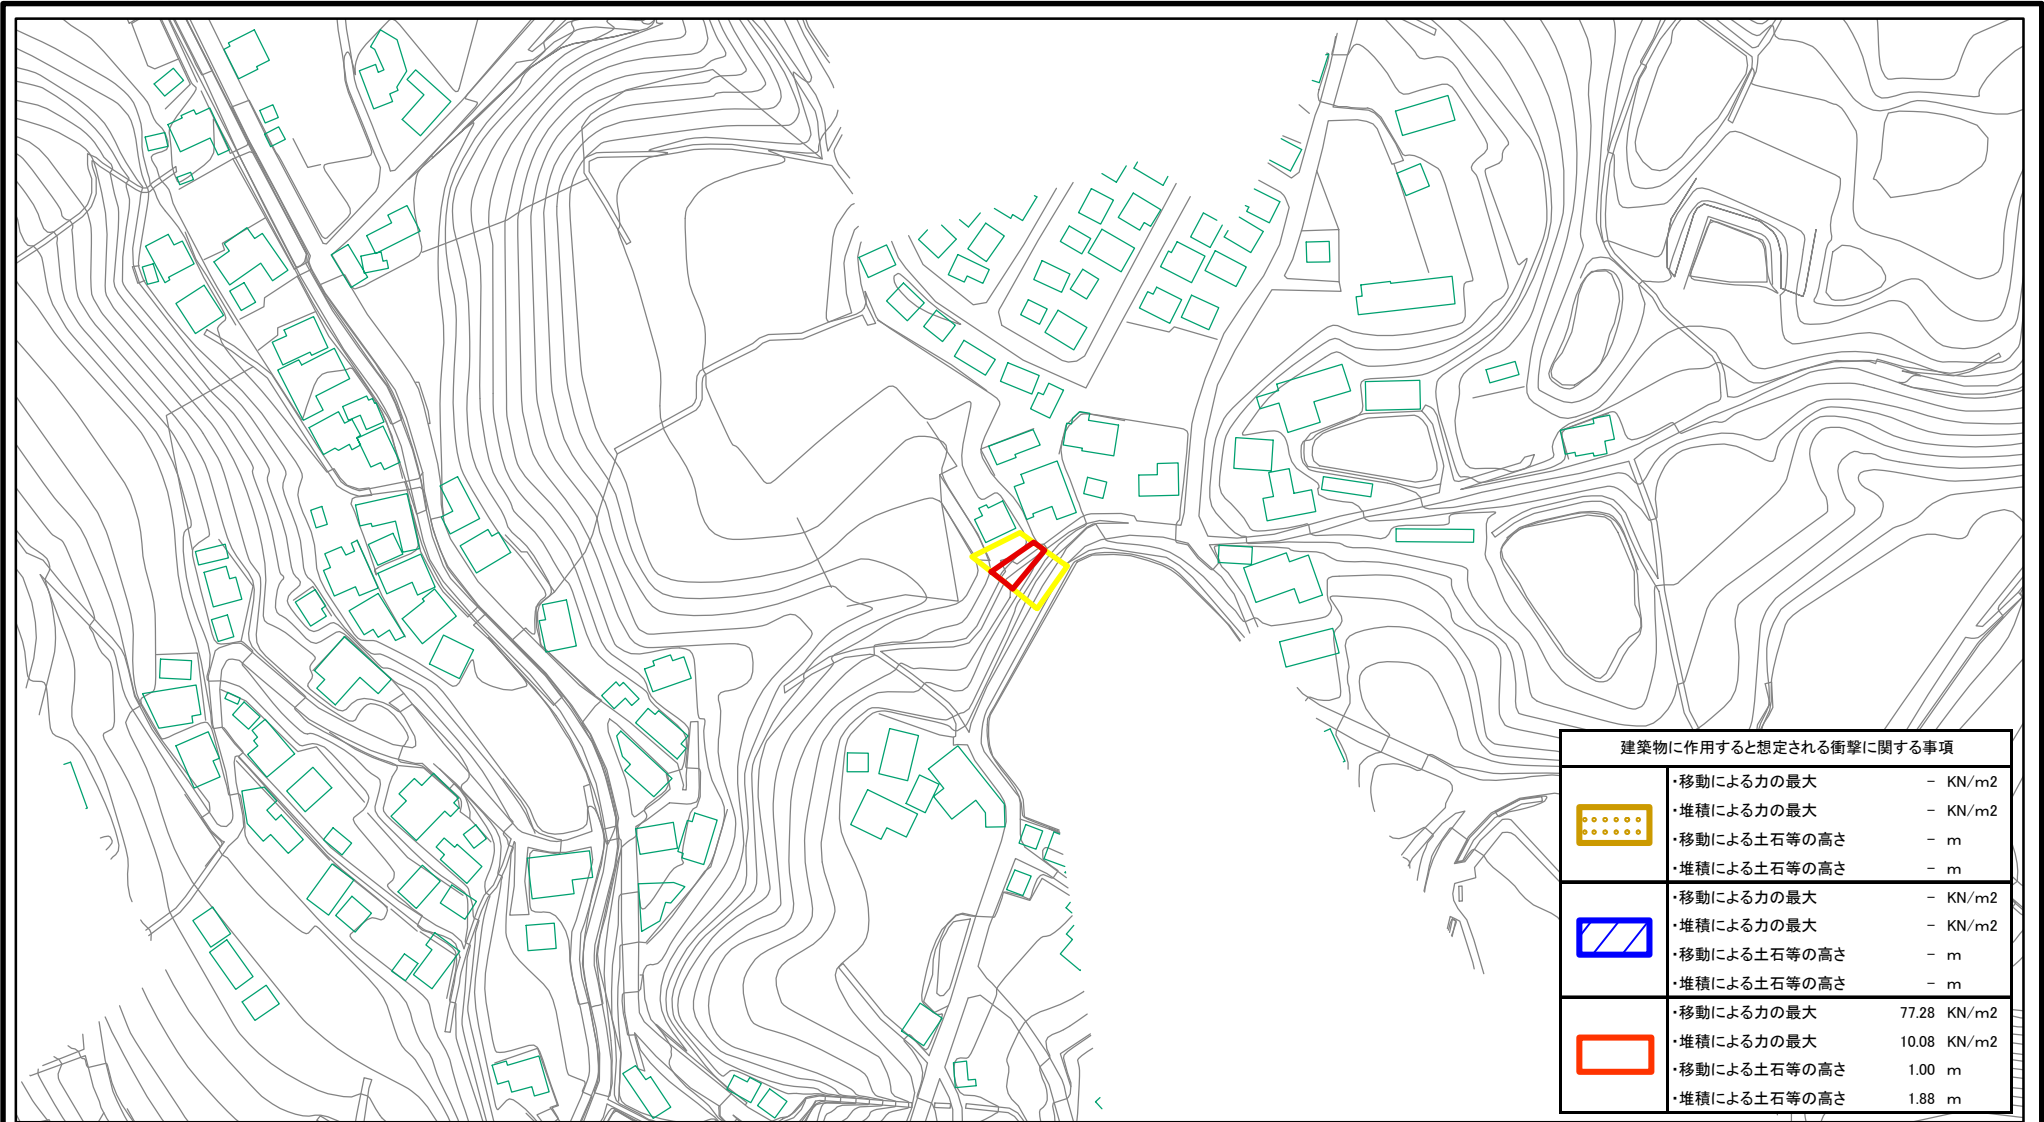 建築物に作用すると想定される衝撃に関する事項
・移動による力の最大 － KN/m2
・堆積による力の最大 － KN/m2
・移動による土石等の高さ － m
・堆積による土石等の高さ － m
・移動による力の最大 － KN/m2
・堆積による力の最大 － KN/m2
・移動による土石等の高さ － m
・堆積による土石等の高さ － m
・移動による力の最大 77.28 KN/m2
・堆積による力の最大 10.08 KN/m2
・移動による土石等の高さ 1.00 m
・堆積による土石等の高さ 1.88 m